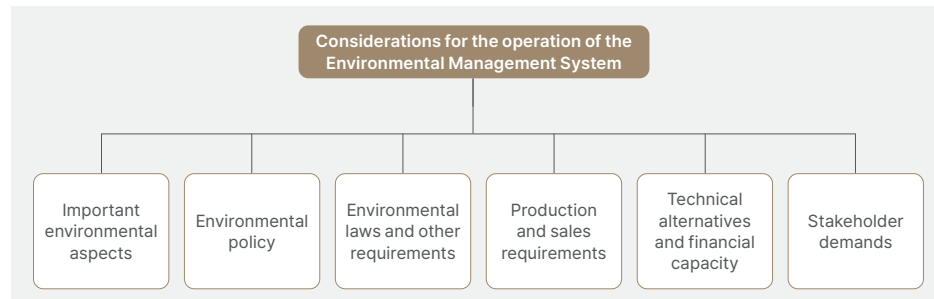 Considerations for the operation of the
Environmental Management System
Important
environmental
aspects
Environmental
policy
Environmental
laws and other
requirements
Production
and sales
requirements
Technical
alternatives
and financial
capacity
Stakeholder
demands